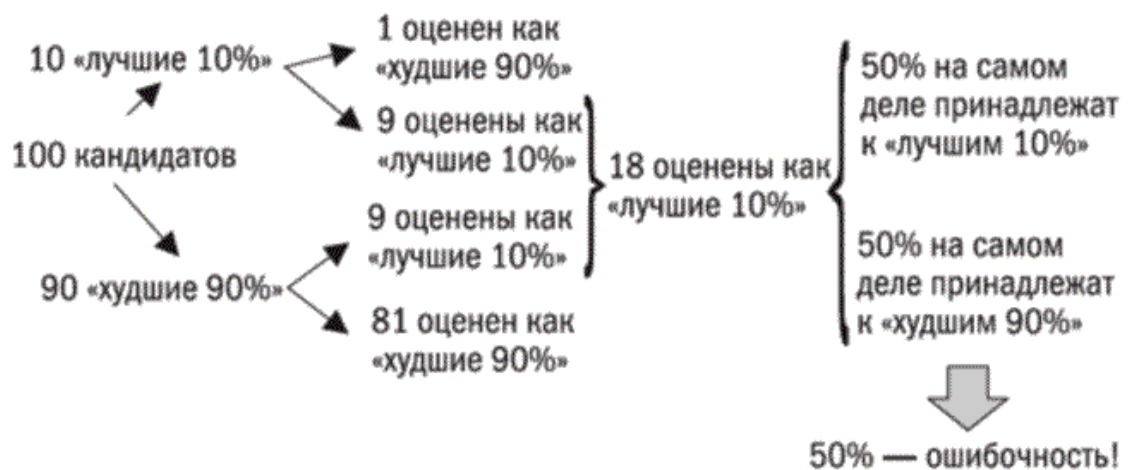 10 «лучшие 10%»
100 кандидатов
90 «худшие 90%»
1 оценен как
«худшие 90%»
9 оценены как
«лучшие 10%»
9 оценены как
«лучшие 10%»
81 оценен как
«худшие 90%»
18 оценены как
«лучшие 10%»
50% на самом
деле принадлежат
к «лучшим 10%»
50% на самом
деле принадлежат
к «худшим 90%»
50% — ошибочность!